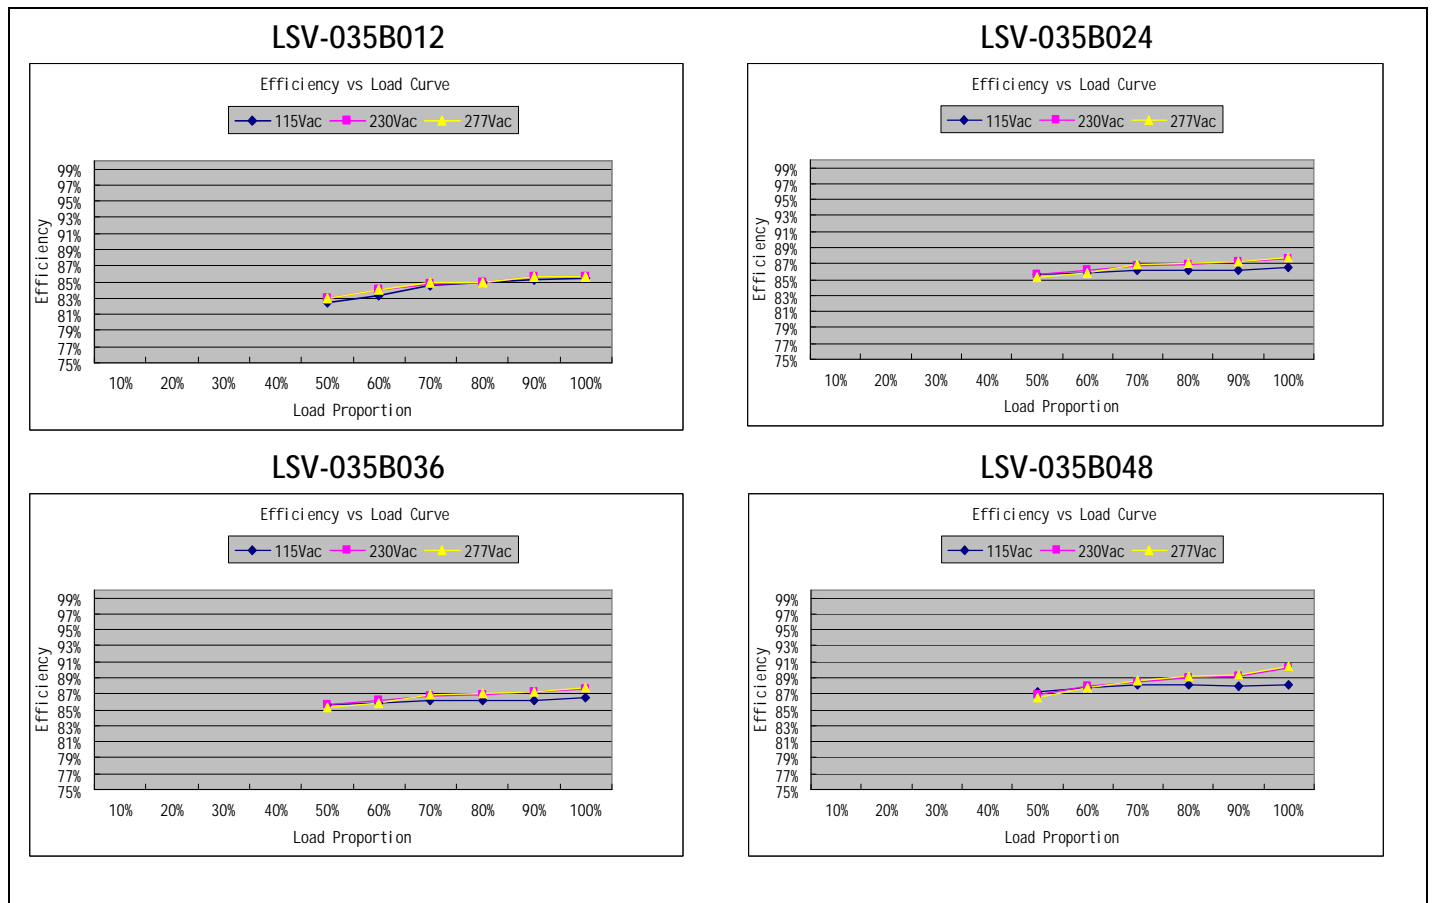 LSV-035B012
Efficiency vs Load Curve
115Vac 230Vac 277Vac
99%
97%
95%
93%
91%
89%
87%
85%
83%
81%
79%
77%
75%
Efficiency
10% 20% 30% 40% 50% 60% 70% 80% 90% 100%
Load Proportion
LSV-035B024
Efficiency vs Load Curve
115Vac 230Vac 277Vac
99%
97%
95%
93%
91%
89%
87%
85%
83%
81%
79%
77%
75%
Efficiency
10% 20% 30% 40% 50% 60% 70% 80% 90% 100%
Load Proportion
LSV-035B036
Efficiency vs Load Curve
115Vac 230Vac 277Vac
99%
97%
95%
93%
91%
89%
87%
85%
83%
81%
79%
77%
75%
Efficiency
10% 20% 30% 40% 50% 60% 70% 80% 90% 100%
Load Proportion
LSV-035B048
Efficiency vs Load Curve
115Vac 230Vac 277Vac
99%
97%
95%
93%
91%
89%
87%
85%
83%
81%
79%
77%
75%
Efficiency
10% 20% 30% 40% 50% 60% 70% 80% 90% 100%
Load Proportion